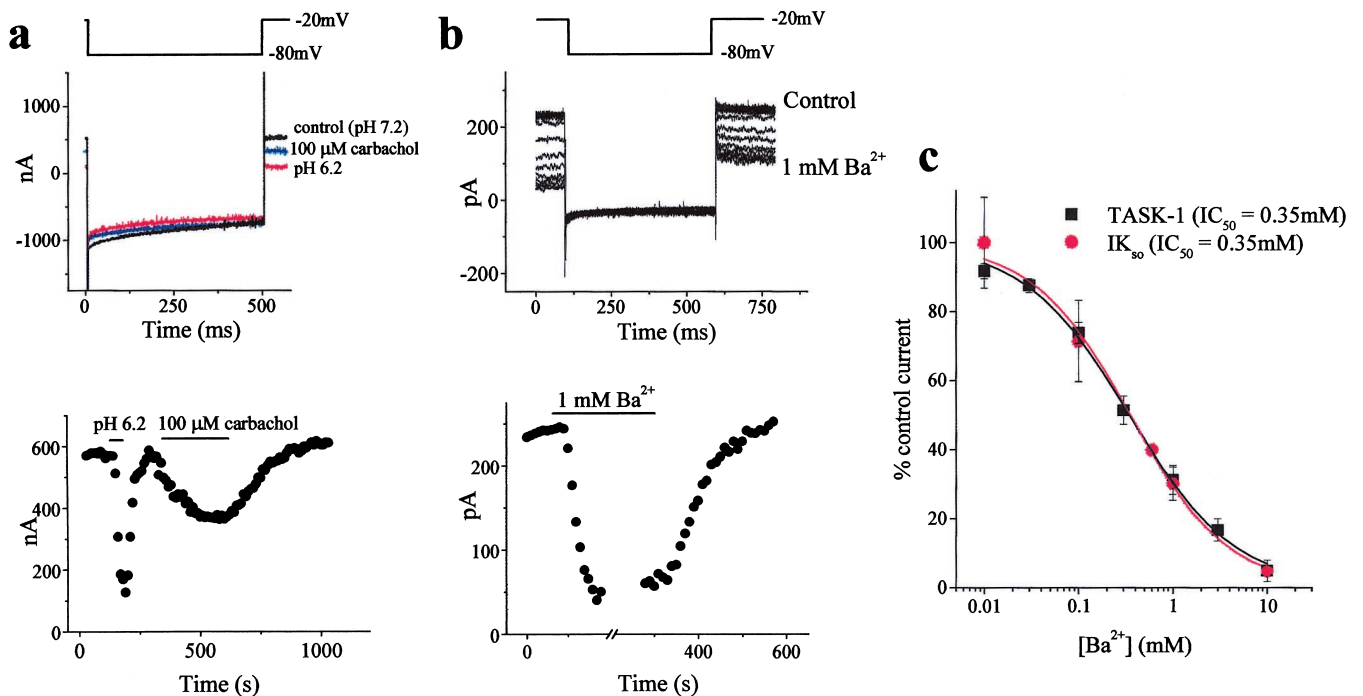 a
-20mV
-80mV
1000
0
-1000
nA
control (pH 7.2)
100 µM carbachol
pH 6.2
0
250
500
Time (ms)
600
400
200
0
nA
pH 6.2
100 µM carbachol
0
500
1000
Time (s)
b
-20mV
-80mV
200
0
-200
pA
Control
1 mM Ba²⁺
0
250
500
750
Time (ms)
200
100
0
pA
1 mM Ba²⁺
0
100
400
600
Time (s)
c
TASK-1 (IC₅₀ = 0.35mM)
IKₛₒ (IC₅₀ = 0.35mM)
100
80
60
40
20
0
% control current
0.01
0.1
1
10
[Ba²⁺] (mM)